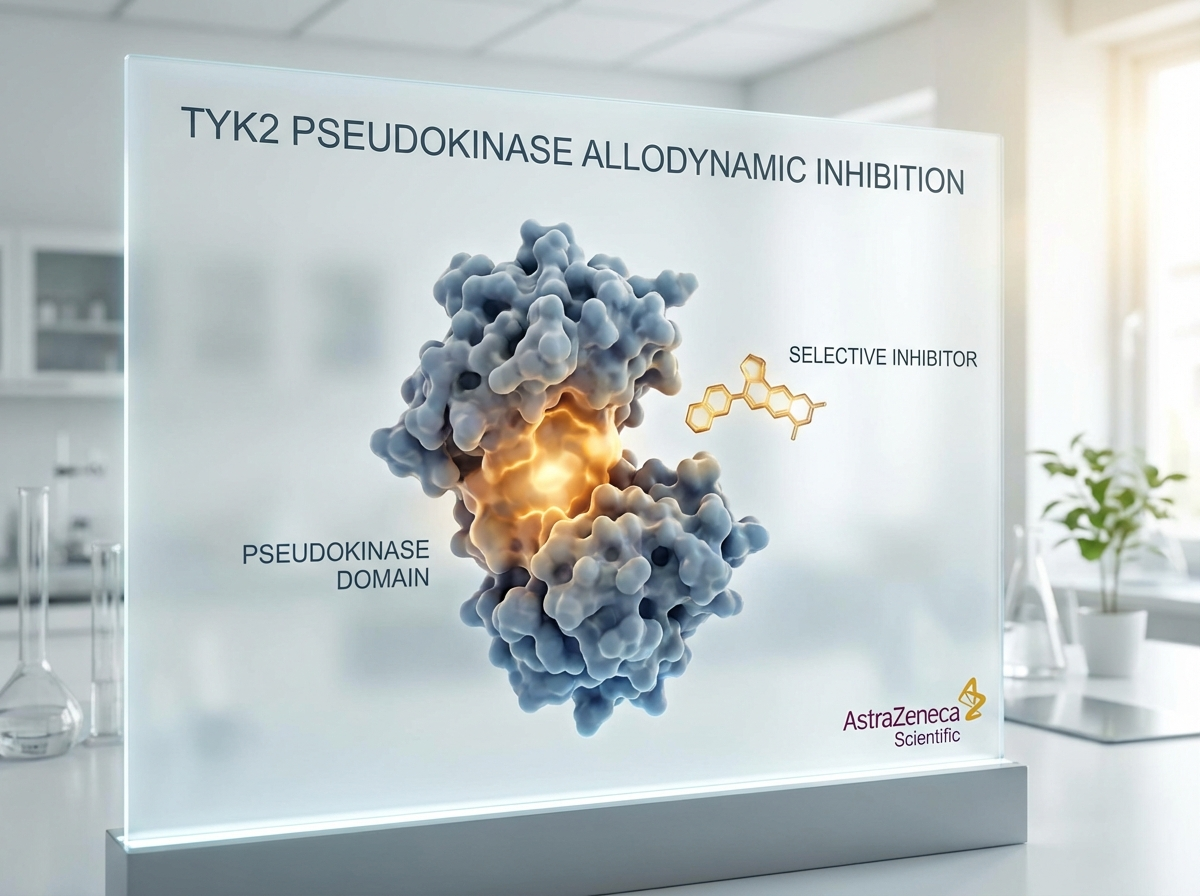 TYK2 PSEUDOKINASE ALLODYNAMIC INHIBITION
SELECTIVE INHIBITOR
PSEUDOKINASE
DOMAIN
AstraZeneca
Scientific